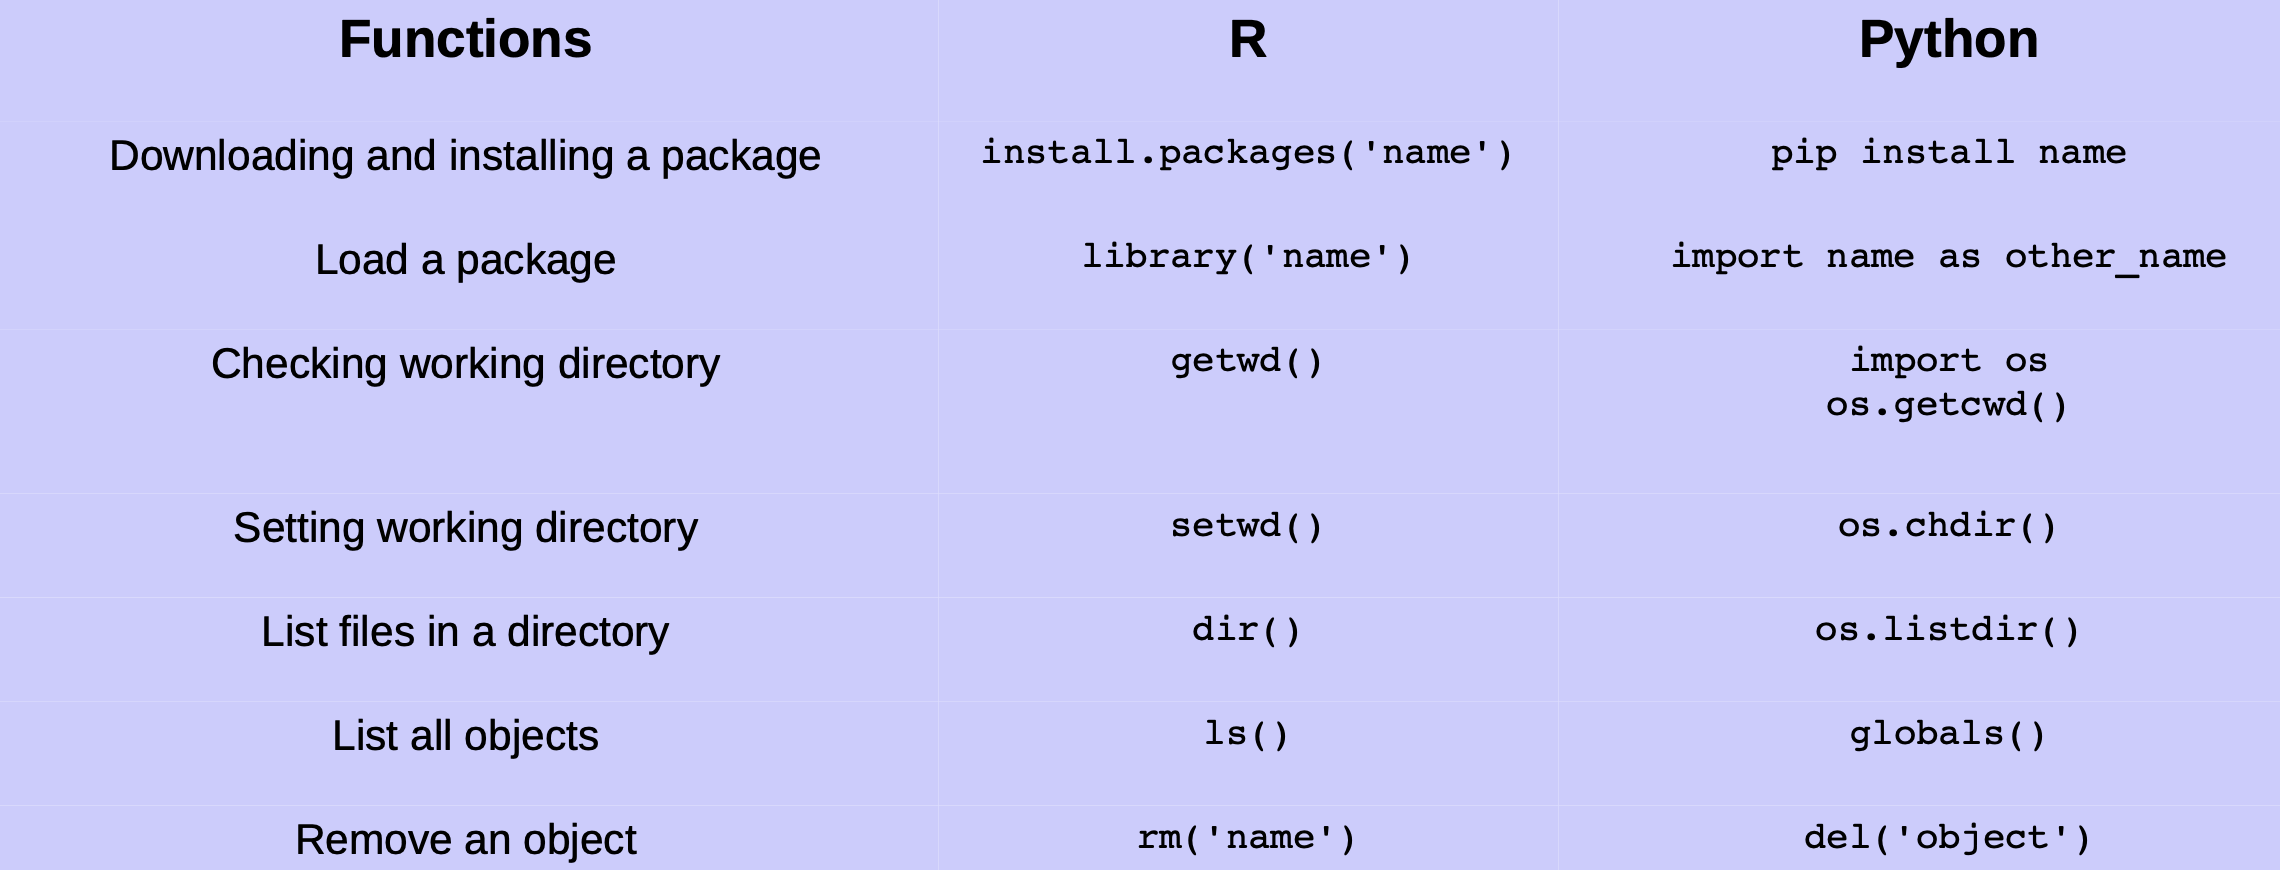 Functions R Python
Downloading and installing a package install.packages('name') pip install name
Load a package library('name') import name as other_name
Checking working directory getwd() import os
os.getcwd()
Setting working directory setwd() os.chdir()
List files in a directory dir() os.listdir()
List all objects ls() globals()
Remove an object rm('name') del('object')